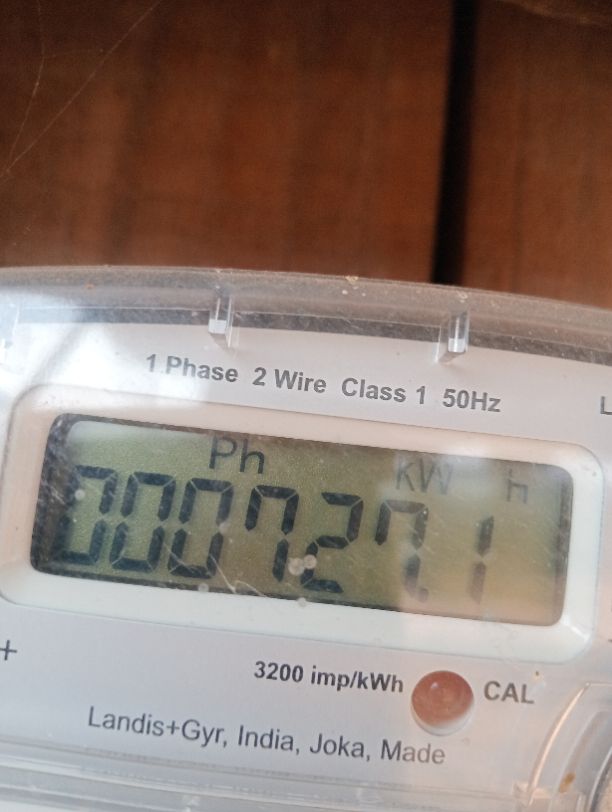 1 Phase 2 Wire Class 1 50Hz
L
Ph kW h
000727.1
+
3200 imp/kWh CAL
Landis+Gyr, India, Joka, Made